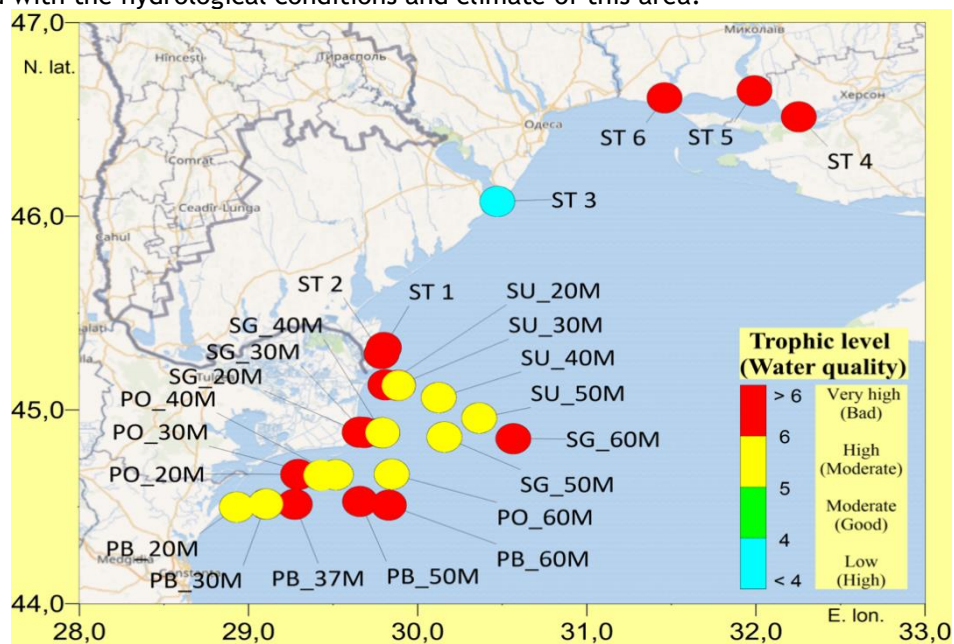 with the hydrological conditions and climate of this area.
47,0
N. lat.
Hîncești
Тирасполь
Миколаїв
Херсон
Одеса
ST 6
ST 5
ST 4
Comrat
46,0
Ceadîr-Lunga
ST 3
Cahul
ST 2
ST 1
SU_20M
SG_40M
SU_30M
SG_30M
SU_40M
SG_20M
SU_50M
PO_40M
45,0
PO_30M
SG_60M
PO_20M
SG_50M
PO_60M
PB_20M
PB_60M
Medgidia
PB_30M
PB_37M
PB_50M
Constanța
44,0
28,0
29,0
30,0
31,0
32,0
33,0
E. lon.
Trophic level
(Water quality)
> 6
Very high
(Bad)
6
High
(Moderate)
5
Moderate
(Good)
4
Low
(High)
< 4